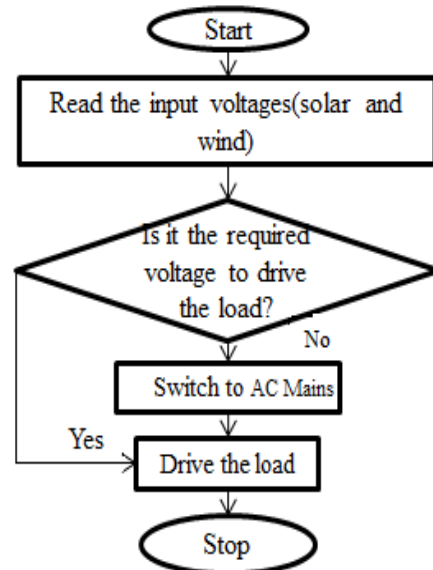 Start
Read the input voltages(solar and
wind)
Is it the required
voltage to drive
the load?
No
Switch to AC Mains
Yes
Drive the load
Stop